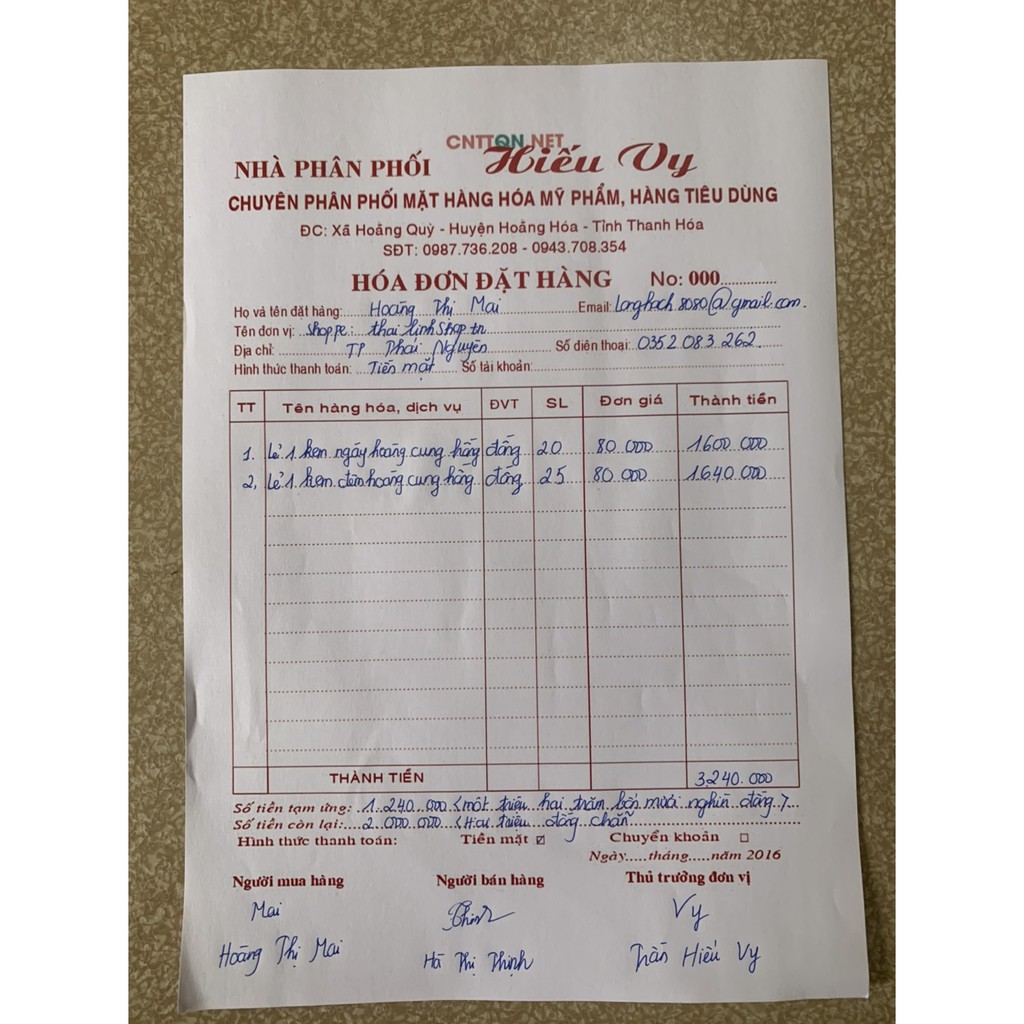 CNTTQN.NET
NHÀ PHÂN PHỐI Hiếu Vy
CHUYÊN PHÂN PHỐI MẶT HÀNG HÓA MỸ PHẨM, HÀNG TIÊU DÙNG
ĐC: Xã Hoằng Quỳ - Huyện Hoằng Hóa - Tỉnh Thanh Hóa
SĐT: 0987.736.208 - 0943.708.354
HÓA ĐƠN ĐẶT HÀNG No: 000
Họ và tên đặt hàng: Hoàng Thị Mai Email: 8080@gmail.com.
Tên đơn vị: shoppe: thai linh shop.tn
Địa chỉ: TP Thái Nguyên Số điện thoại: 0352 083 262.
Hình thức thanh toán: Tiền mặt Số tài khoản:
TT Tên hàng hóa, dịch vụ ĐVT SL Đơn giá Thành tiền
1. Lẻ 1 kem ngày hoàng cung hồng đồng 20 80.000 1.600.000
2, Lẻ 1 kem đêm hoàng cung hồng đồng 25 80.000 1.640.000
THÀNH TIỀN 3.240.000
Số tiền tạm ứng: 1.240.000 <một triệu hai trăm bốn mươi nghìn đồng>
Số tiền còn lại: 2.000.000 <Hai triệu đồng chẵn
Hình thức thanh toán: Tiền mặt ☑ Chuyển khoản ☐
Ngày.....tháng.....năm 2016
Người mua hàng Người bán hàng Thủ trưởng đơn vị
Mai Vy
Hoàng Thị Mai Hà Thị Thịnh Trần Hiếu Vy